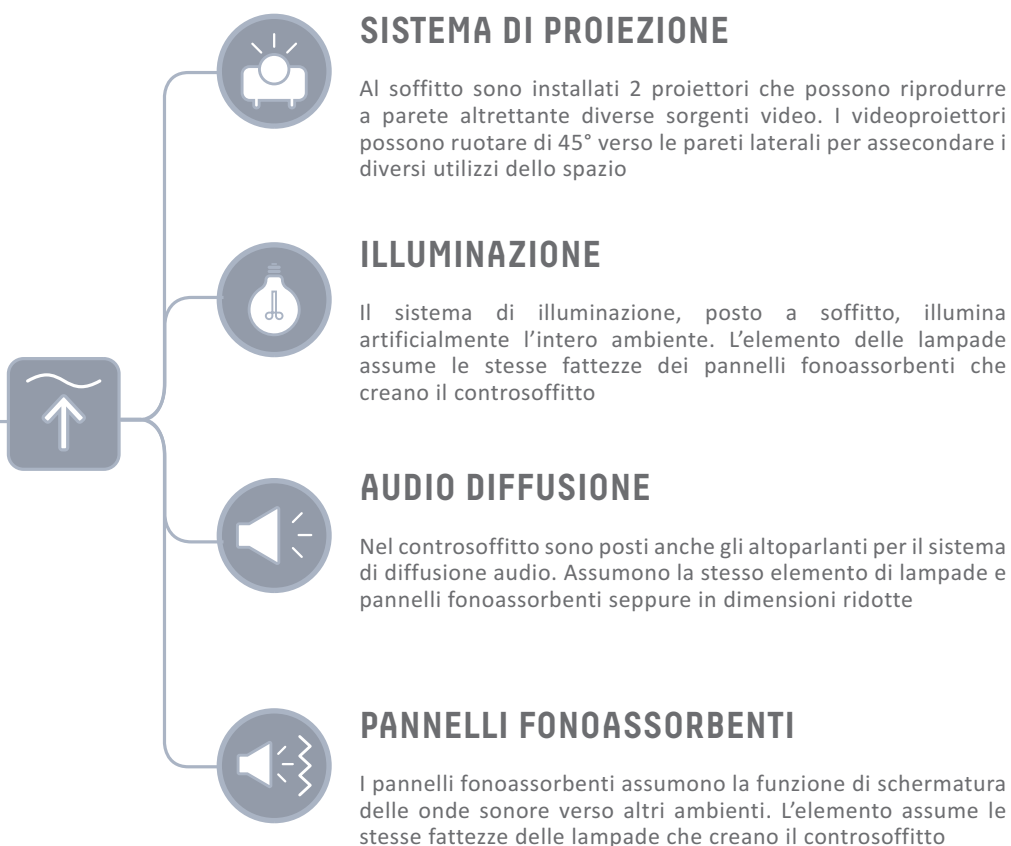 SISTEMA DI PROIEZIONE
Al soffitto sono installati 2 proiettori che possono riprodurre
a parete altrettante diverse sorgenti video. I videoproiettori
possono ruotare di 45° verso le pareti laterali per assecondare i
diversi utilizzi dello spazio
ILLUMINAZIONE
Il sistema di illuminazione, posto a soffitto, illumina
artificialmente l’intero ambiente. L’elemento delle lampade
assume le stesse fattezze dei pannelli fonoassorbenti che
creano il controsoffitto
AUDIO DIFFUSIONE
Nel controsoffitto sono posti anche gli altoparlanti per il sistema
di diffusione audio. Assumono la stesso elemento di lampade e
pannelli fonoassorbenti seppure in dimensioni ridotte
PANNELLI FONOASSORBENTI
I pannelli fonoassorbenti assumono la funzione di schermatura
delle onde sonore verso altri ambienti. L’elemento assume le
stesse fattezze delle lampade che creano il controsoffitto